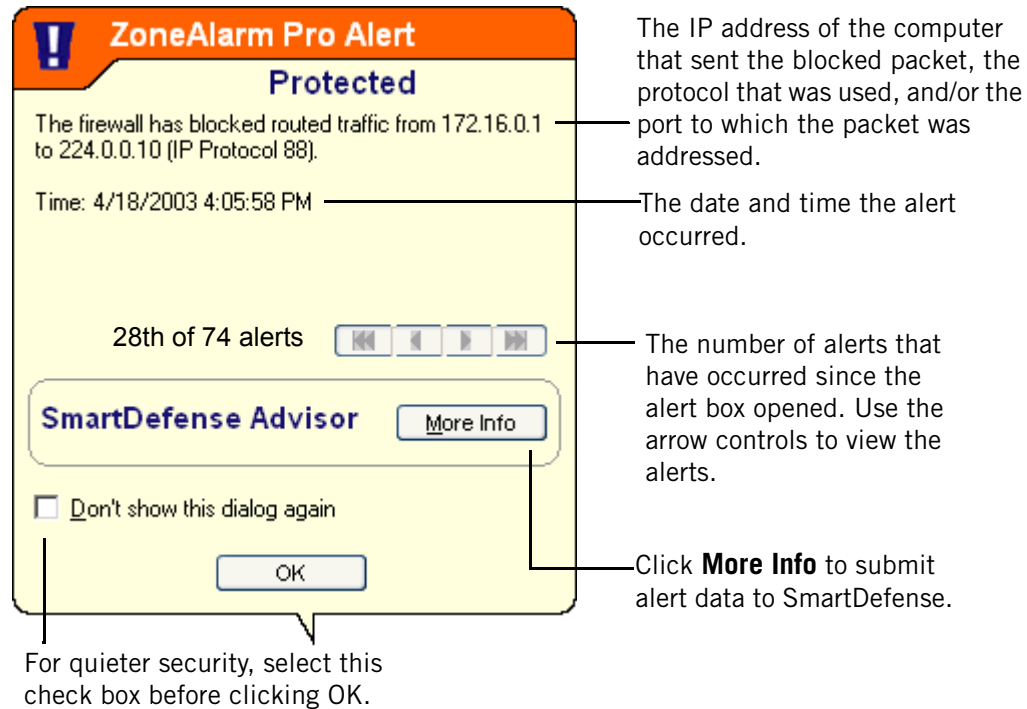 ZoneAlarm Pro Alert
Protected
The firewall has blocked routed traffic from 172.16.0.1
to 224.0.0.10 (IP Protocol 88).
Time: 4/18/2003 4:05:58 PM
28th of 74 alerts
SmartDefense Advisor
More Info
Don't show this dialog again
OK
The IP address of the computer
that sent the blocked packet, the
protocol that was used, and/or the
port to which the packet was
addressed.
The date and time the alert
occurred.
The number of alerts that
have occurred since the
alert box opened. Use the
arrow controls to view the
alerts.
Click More Info to submit
alert data to SmartDefense.
For quieter security, select this
check box before clicking OK.